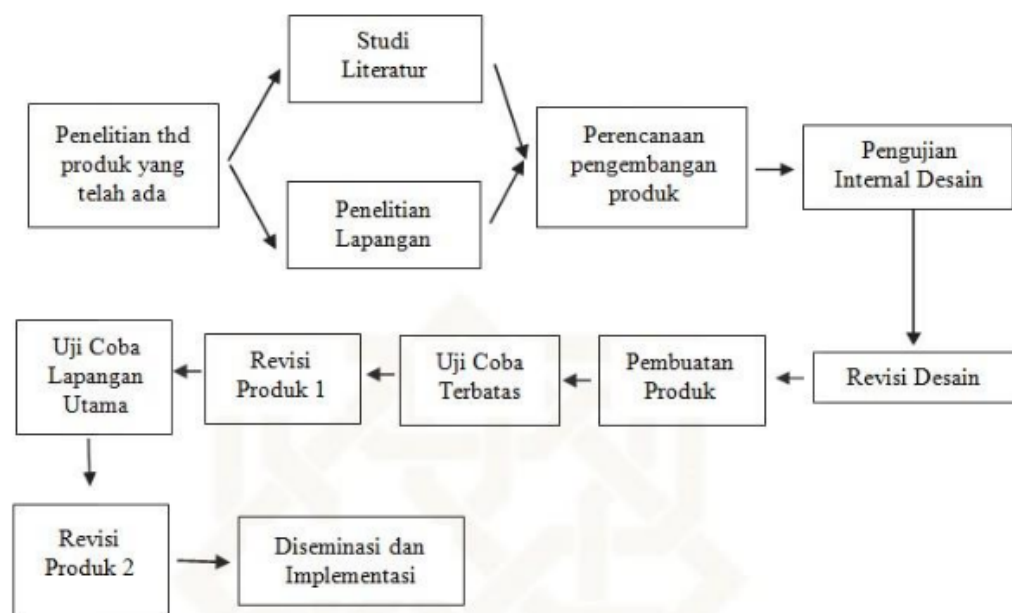 Studi
Literatur
Penelitian thd
produk yang
telah ada
Penelitian
Lapangan
Perencanaan
pengembangan
produk
Pengujian
Internal Desain
Uji Coba
Lapangan
Utama
Revisi
Produk 1
Uji Coba
Terbatas
Pembuatan
Produk
Revisi Desain
Revisi
Produk 2
Diseminasi dan
Implementasi